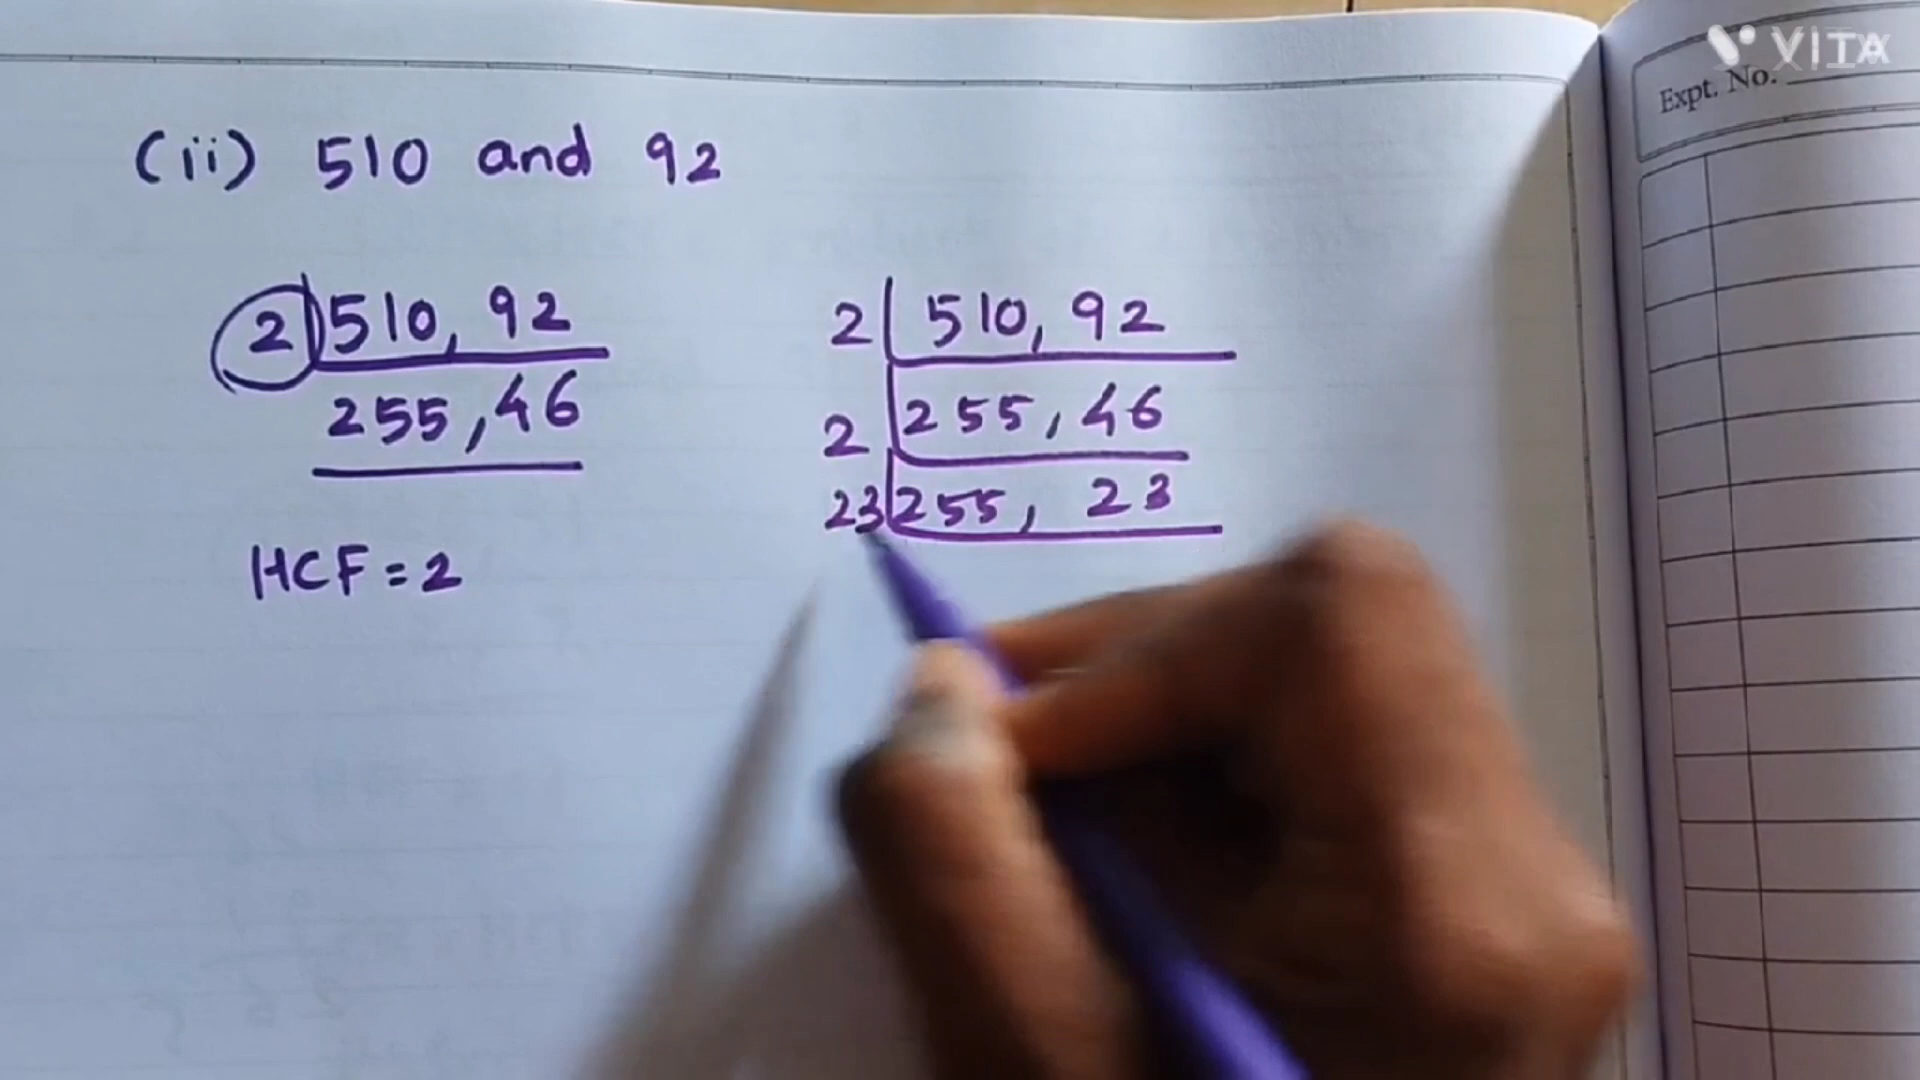 VITA
Expt. No.
(ii) 510 and 92
2 510, 92
255, 46
HCF = 2
2 510, 92
2 255, 46
23 255, 23